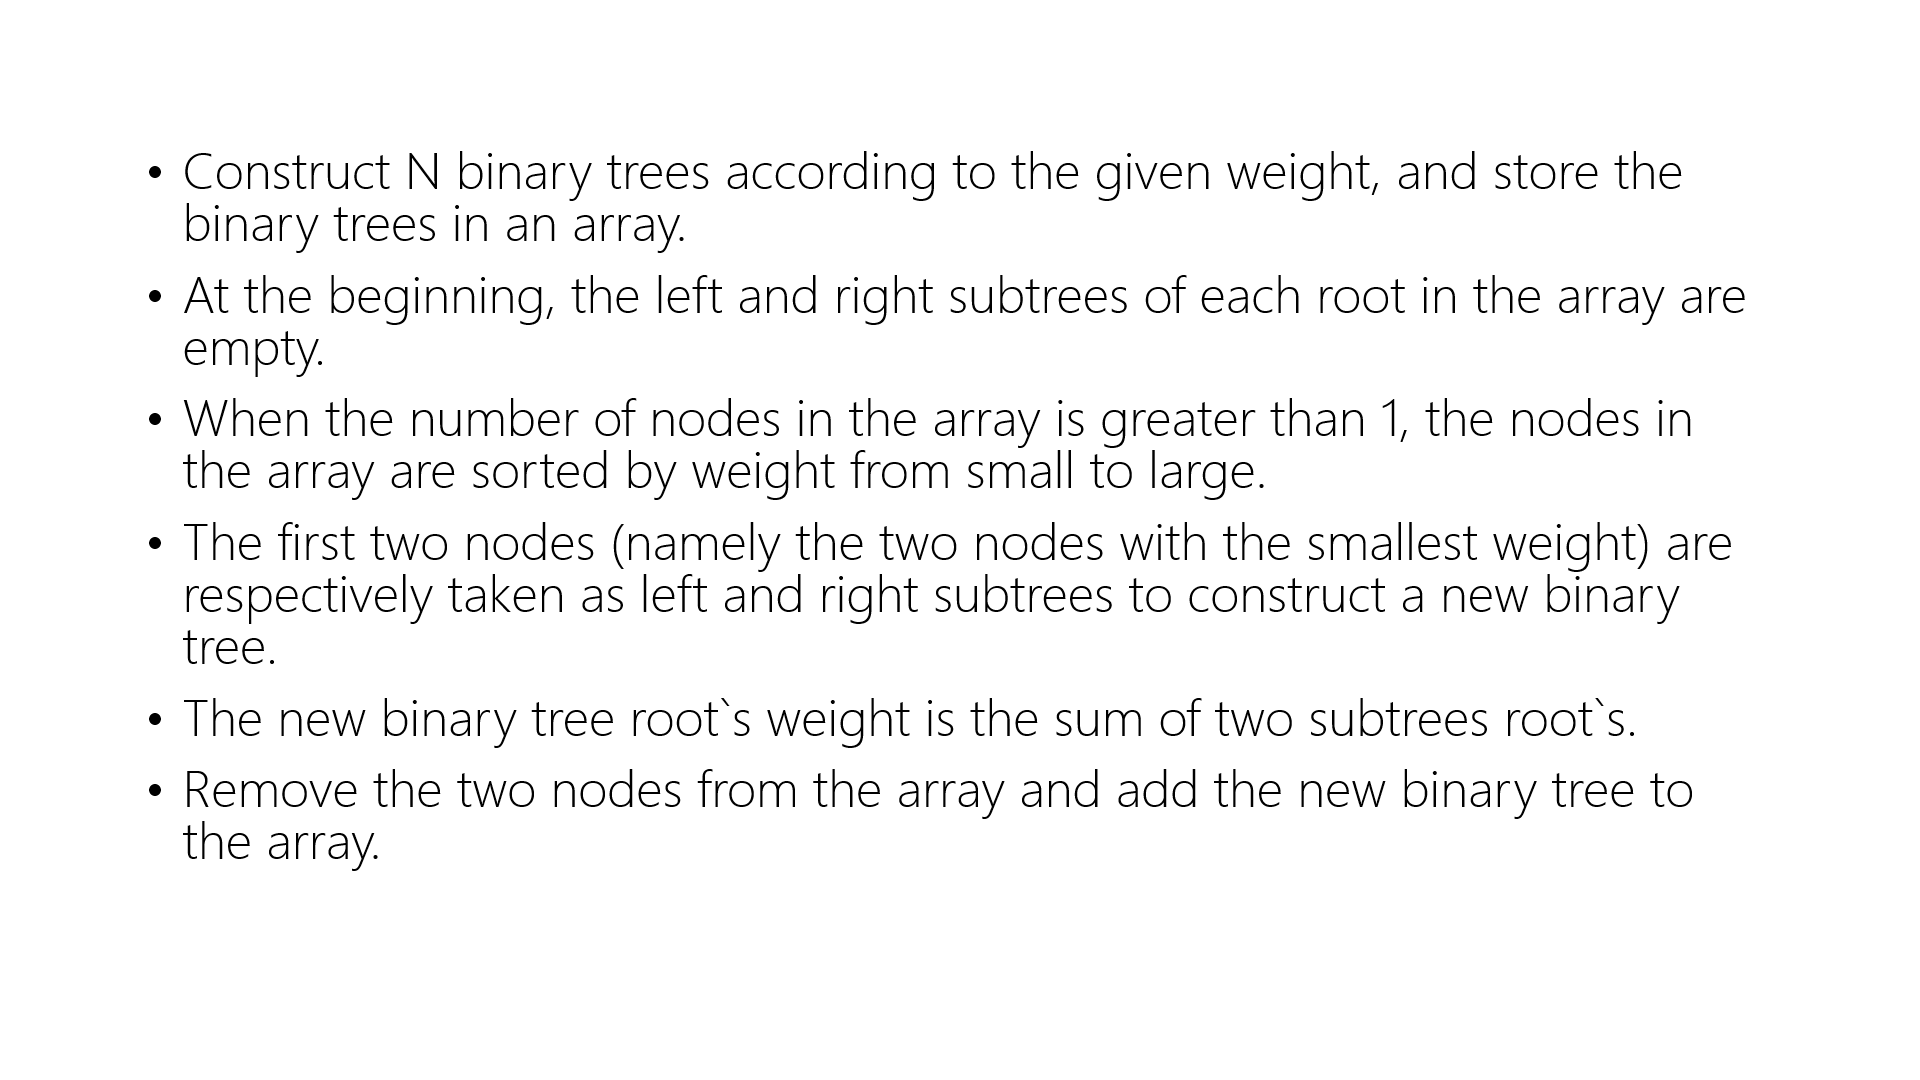 • Construct N binary trees according to the given weight, and store the
binary trees in an array.
• At the beginning, the left and right subtrees of each root in the array are
empty.
• When the number of nodes in the array is greater than 1, the nodes in
the array are sorted by weight from small to large.
• The first two nodes (namely the two nodes with the smallest weight) are
respectively taken as left and right subtrees to construct a new binary
tree.
• The new binary tree root`s weight is the sum of two subtrees root`s.
• Remove the two nodes from the array and add the new binary tree to
the array.